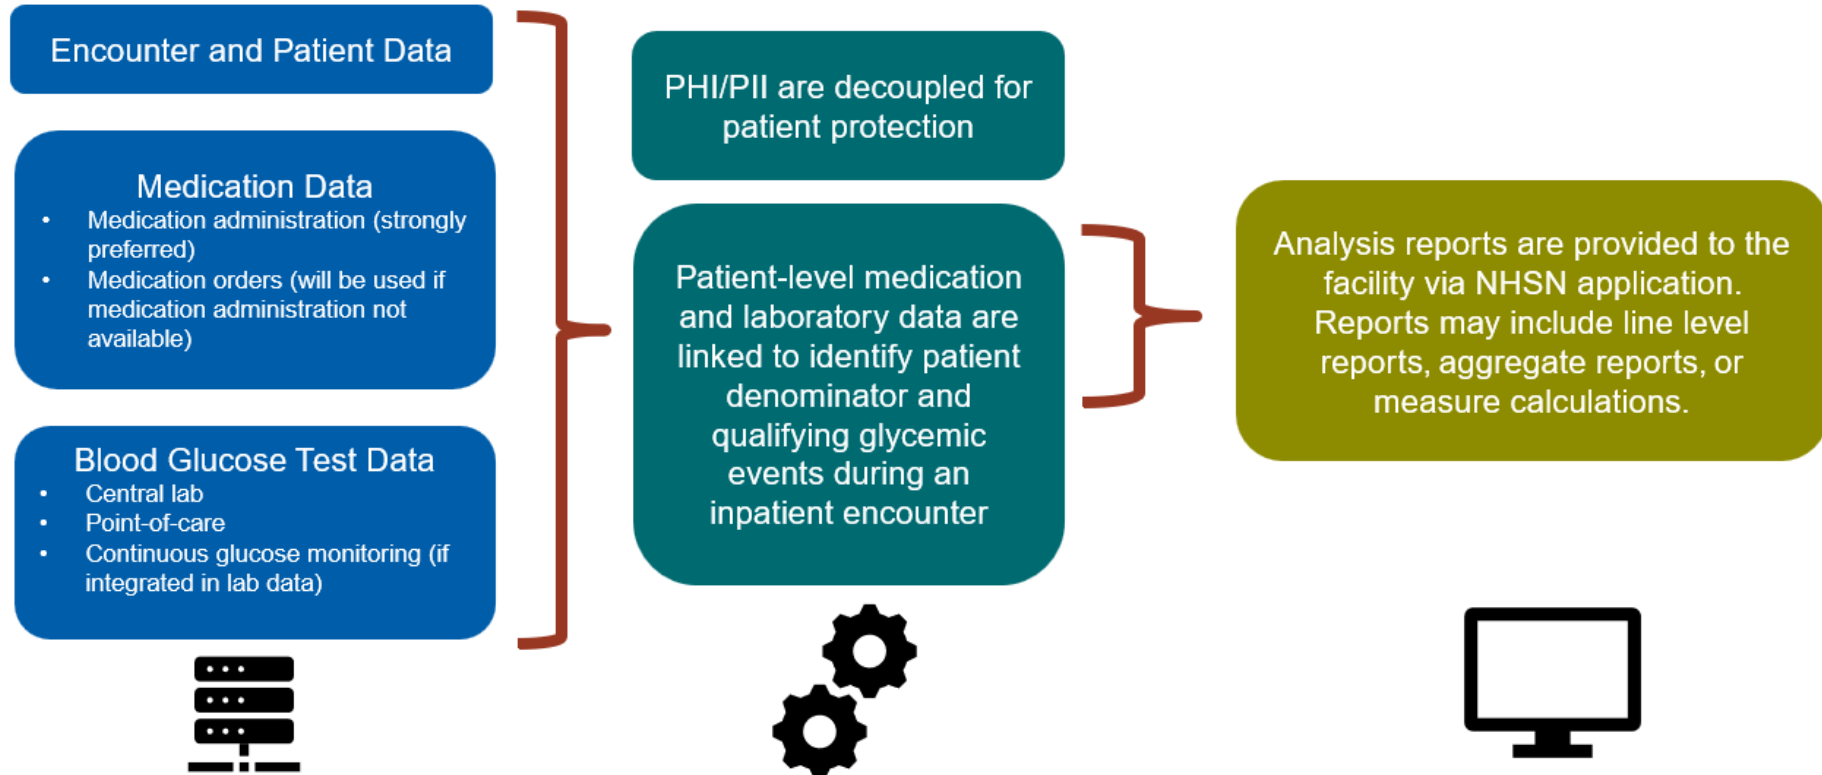 Encounter and Patient Data
Medication Data
• Medication administration (strongly
preferred)
• Medication orders (will be used if
medication administration not
available)
Blood Glucose Test Data
• Central lab
• Point-of-care
• Continuous glucose monitoring (if
integrated in lab data)
PHI/PII are decoupled for
patient protection
Patient-level medication
and laboratory data are
linked to identify patient
denominator and
qualifying glycemic
events during an
inpatient encounter
Analysis reports are provided to the
facility via NHSN application.
Reports may include line level
reports, aggregate reports, or
measure calculations.